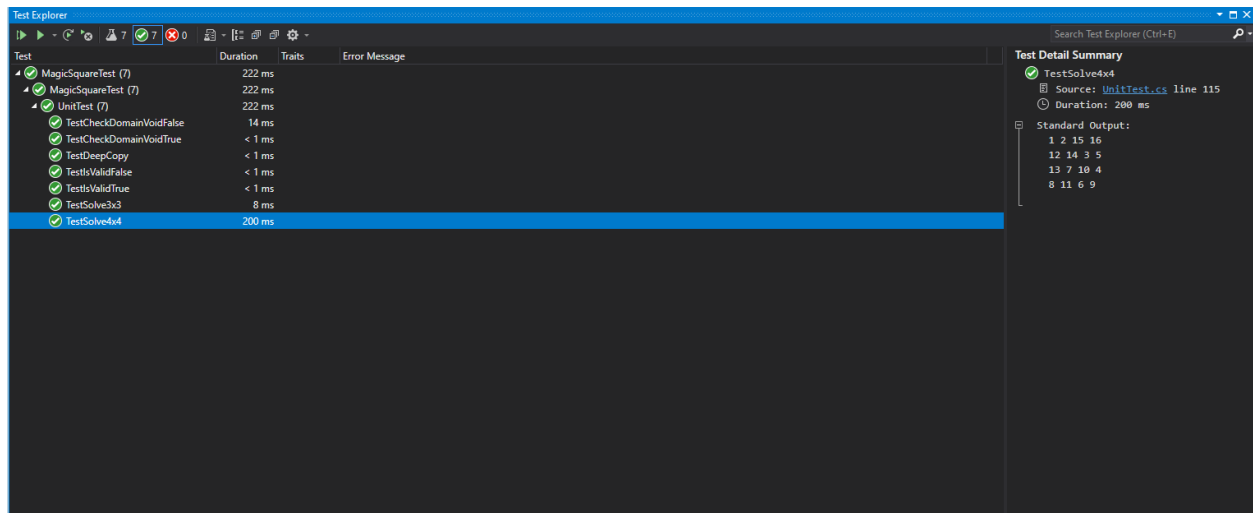 Test Explorer
7 7 0 Search Test Explorer (Ctrl+E)
Test Duration Traits Error Message
MagicSquareTest (7) 222 ms
MagicSquareTest (7) 222 ms
UnitTest (7) 222 ms
TestCheckDomainVoidFalse 14 ms
TestCheckDomainVoidTrue < 1 ms
TestDeepCopy < 1 ms
TestIsValidFalse < 1 ms
TestIsValidTrue < 1 ms
TestSolve3x3 8 ms
TestSolve4x4 200 ms
Test Detail Summary
TestSolve4x4
Source: UnitTest.cs line 115
Duration: 200 ms
Standard Output:
1 2 15 16
12 14 3 5
13 7 10 4
8 11 6 9